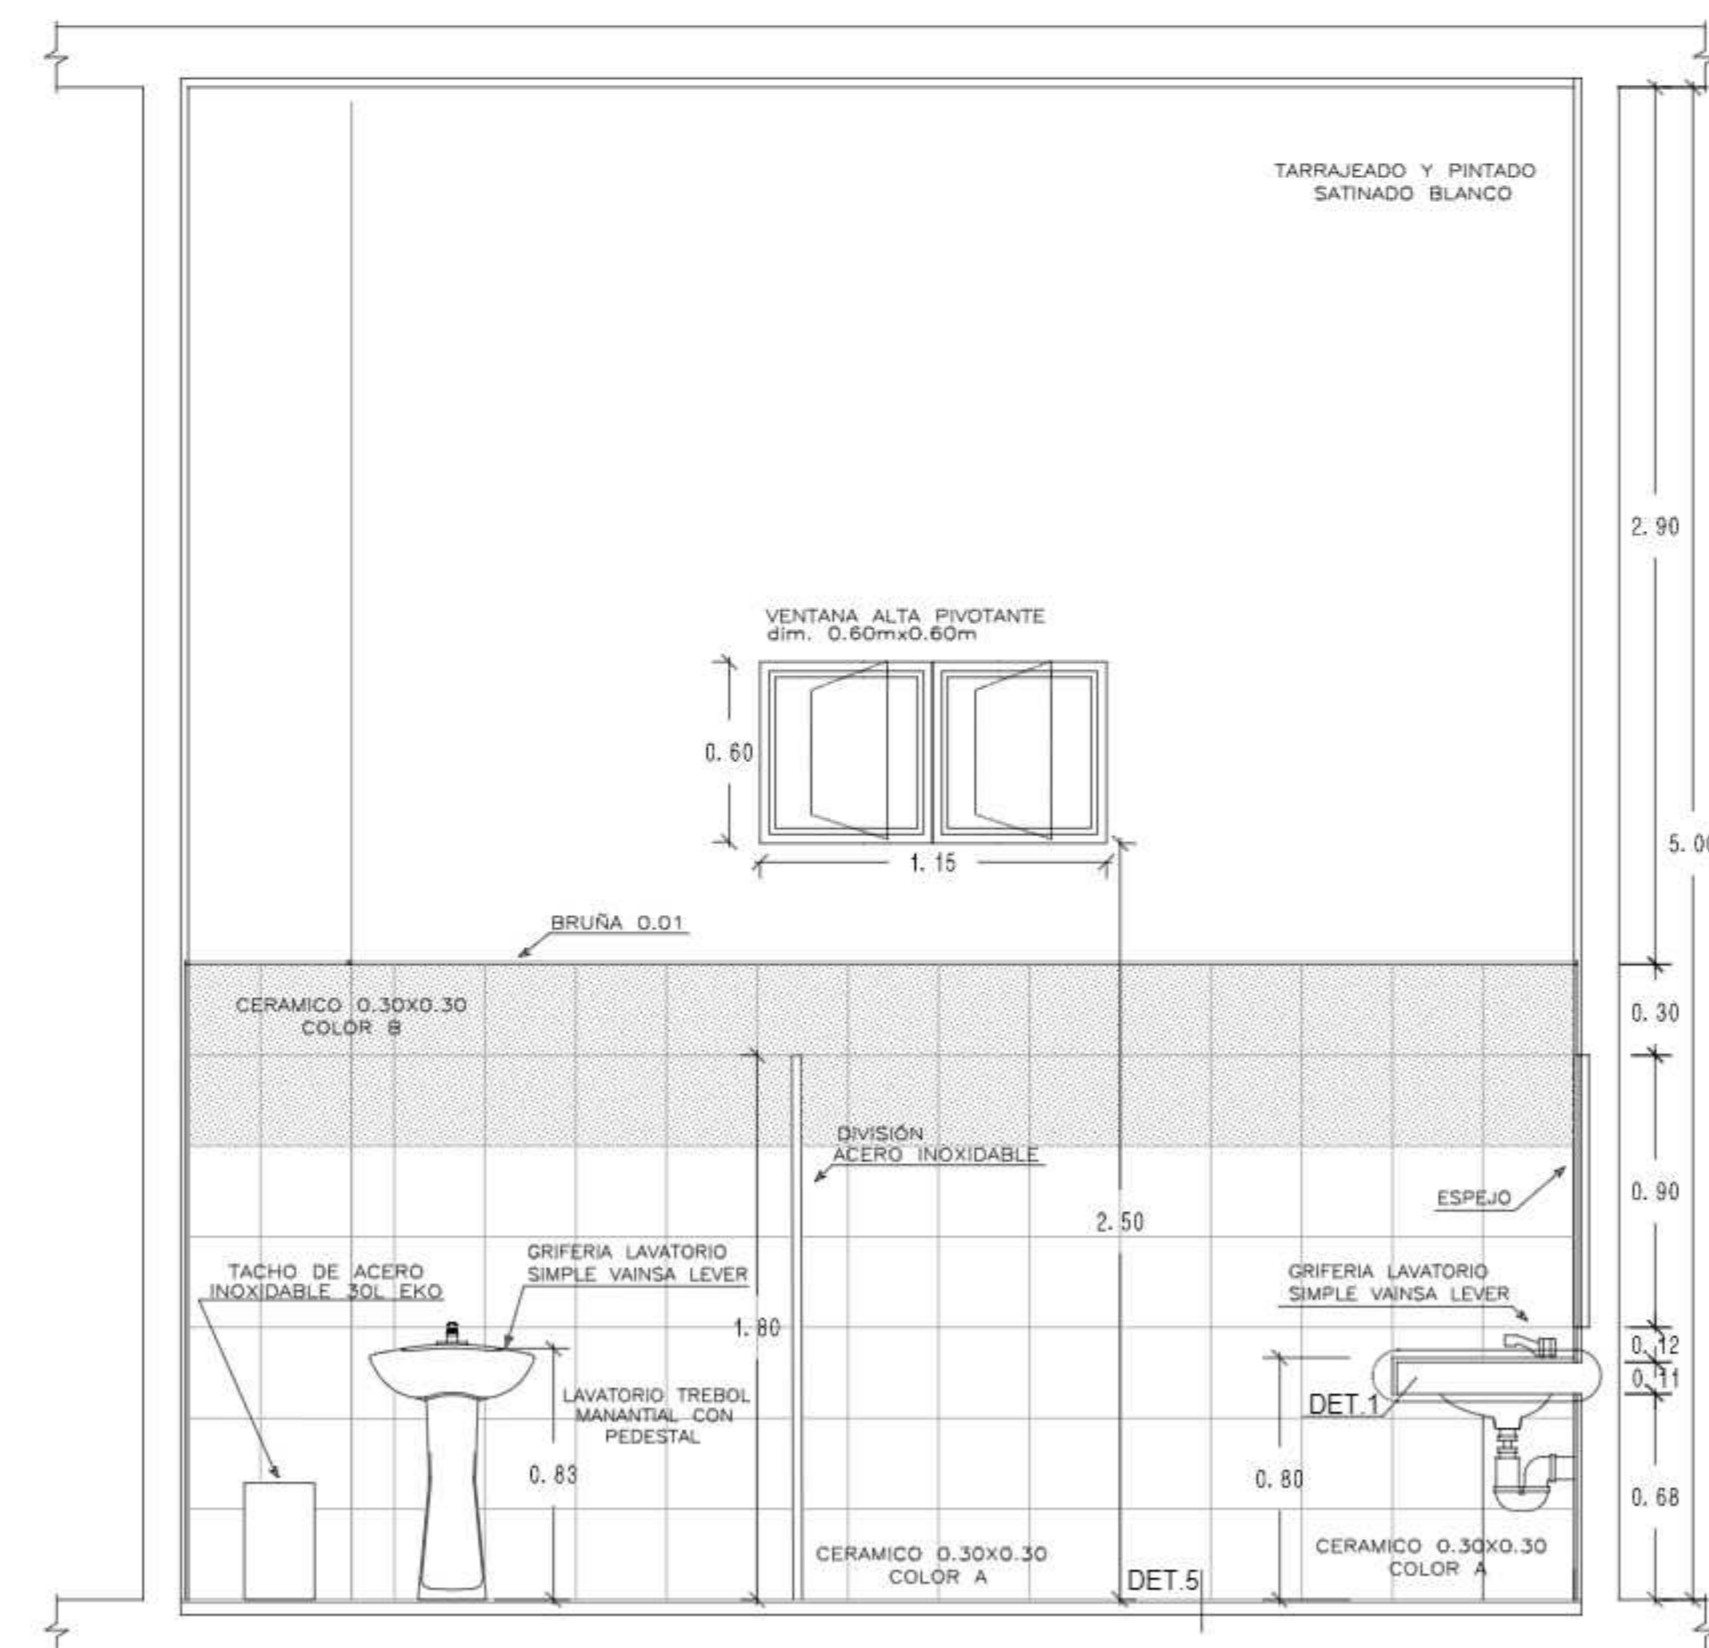 TARRAJEADO Y PINTADO
SATINADO BLANCO
2.90
VENTANA ALTA PIVOTANTE
dim. 0.60mx0.60m
0.60
1.15
5.00
BRUÑA 0.01
CERAMICO 0.30X0.30
COLOR B
0.30
DIVISIÓN
ACERO INOXIDABLE
ESPEJO
0.90
2.50
GRIFERIA LAVATORIO
SIMPLE VAINSA LEVER
TACHO DE ACERO
INOXIDABLE 30L EKO
GRIFERIA LAVATORIO
SIMPLE VAINSA LEVER
1.80
0.12
0.11
LAVATORIO TREBOL
MANANTIAL CON
PEDESTAL
DET.1
0.83
0.80
0.68
CERAMICO 0.30X0.30
COLOR A
CERAMICO 0.30X0.30
COLOR A
DET.5